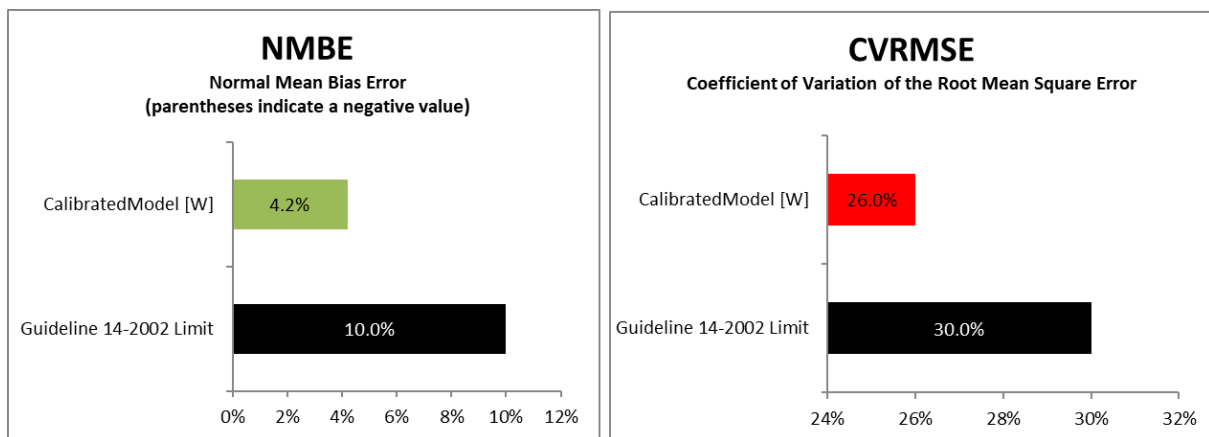 NMBE
Normal Mean Bias Error
(parentheses indicate a negative value)
CalibratedModel [W]
4.2%
Guideline 14-2002 Limit
10.0%
0% 2% 4% 6% 8% 10% 12%
CVRMSE
Coefficient of Variation of the Root Mean Square Error
CalibratedModel [W]
26.0%
Guideline 14-2002 Limit
30.0%
24% 26% 28% 30% 32%